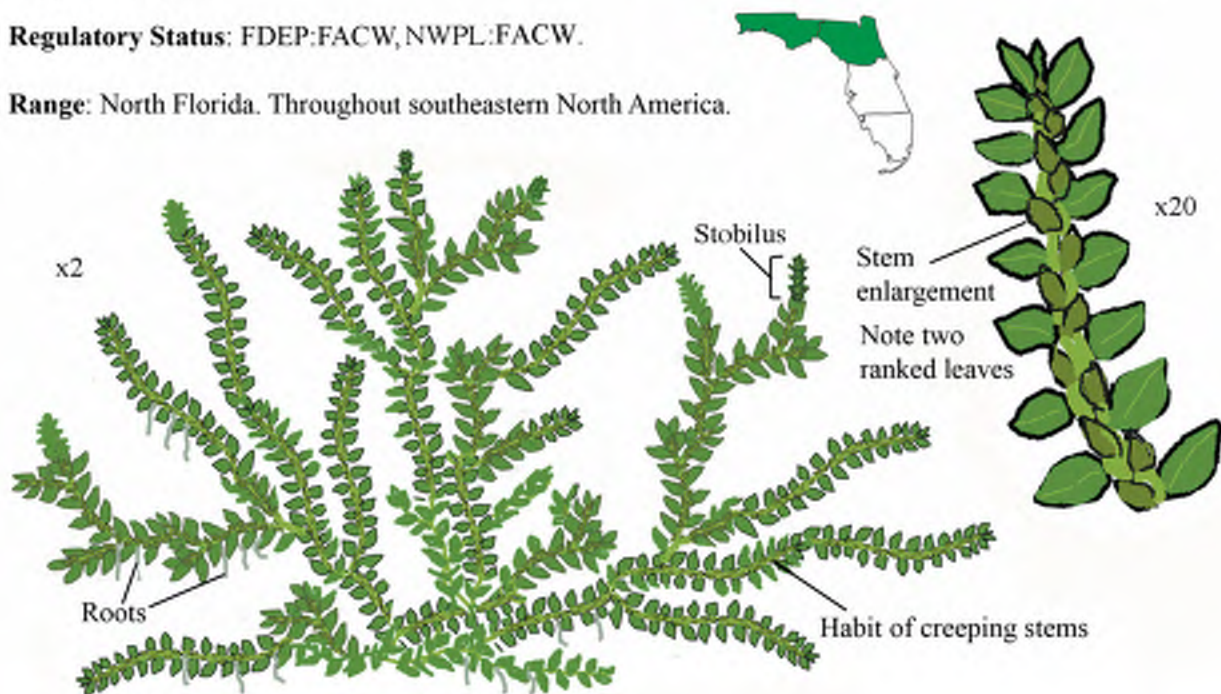 Regulatory Status: FDEP:FACW, NWPL:FACW.
Range: North Florida. Throughout southeastern North America.
x2
Stobilus
x20
Stem
enlargement
Note two
ranked leaves
Roots
Habit of creeping stems